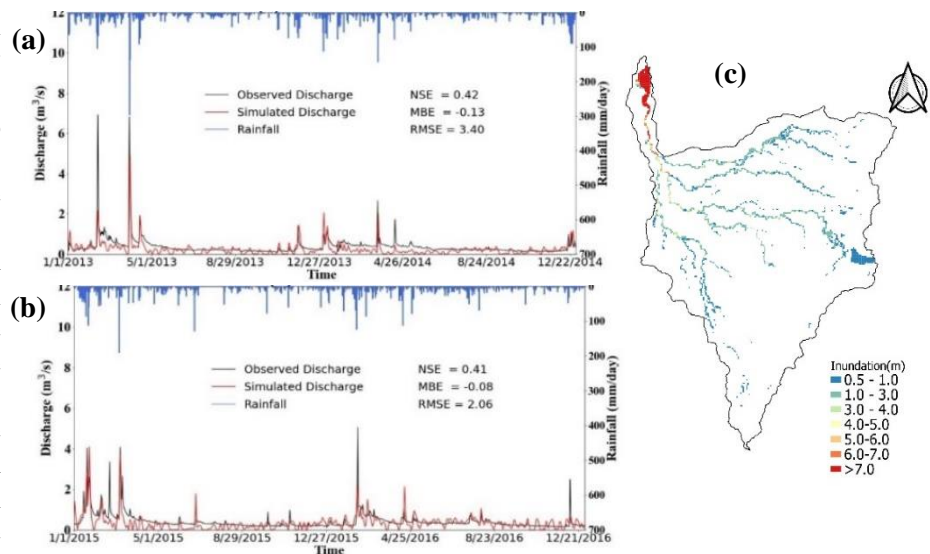 (a)
12
10
8
6
4
2
0
Discharge (m³/s)
Observed Discharge NSE = 0.42
Simulated Discharge MBE = -0.13
Rainfall RMSE = 3.40
0
100
200
300
400
500
600
700
Rainfall (mm/day)
1/1/2013 5/1/2013 8/29/2013 12/27/2013 4/26/2014 8/24/2014 12/22/2014
Time
(b)
12
10
8
6
4
2
0
Discharge (m³/s)
Observed Discharge NSE = 0.41
Simulated Discharge MBE = -0.08
Rainfall RMSE = 2.06
0
100
200
300
400
500
600
700
Rainfall (mm/day)
1/1/2015 5/1/2015 8/29/2015 12/27/2015 4/25/2016 8/23/2016 12/21/2016
Time
(c)
Inundation(m)
0.5 - 1.0
1.0 - 3.0
3.0 - 4.0
4.0-5.0
5.0-6.0
6.0-7.0
>7.0